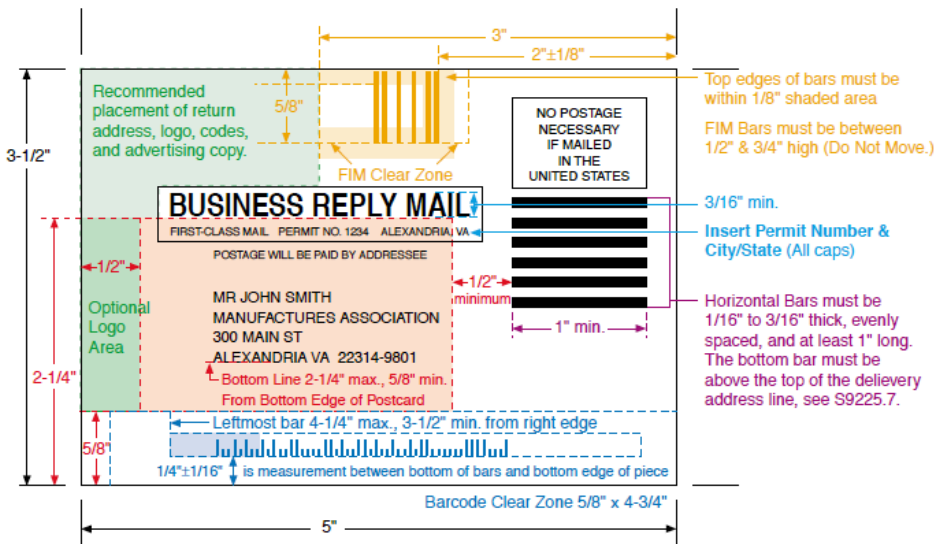 3"
2"±1/8"
Recommended
placement of return
address, logo, codes,
and advertising copy.
5/8"
FIM Clear Zone
Top edges of bars must be
within 1/8" shaded area
FIM Bars must be between
1/2" & 3/4" high (Do Not Move.)
NO POSTAGE
NECESSARY
IF MAILED
IN THE
UNITED STATES
3-1/2"
BUSINESS REPLY MAIL
FIRST-CLASS MAIL PERMIT NO. 1234 ALEXANDRIA, VA
3/16" min.
Insert Permit Number &
City/State (All caps)
POSTAGE WILL BE PAID BY ADDRESSEE
1/2"
1/2"
minimum
MR JOHN SMITH
MANUFACTURES ASSOCIATION
300 MAIN ST
ALEXANDRIA VA 22314-9801
Optional
Logo
Area
1" min.
Horizontal Bars must be
1/16" to 3/16" thick, evenly
spaced, and at least 1" long.
The bottom bar must be
above the top of the delievery
address line, see S9225.7.
2-1/4"
Bottom Line 2-1/4" max., 5/8" min.
From Bottom Edge of Postcard
5/8"
Leftmost bar 4-1/4" max., 3-1/2" min. from right edge
1/4"±1/16" is measurement between bottom of bars and bottom edge of piece
Barcode Clear Zone 5/8" x 4-3/4"
5"